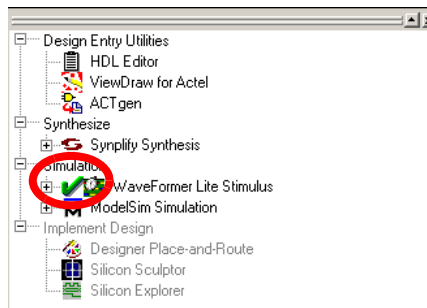 Design Entry Utilities
HDL Editor
ViewDraw for Actel
ACTgen
Synthesize
Synplify Synthesis
Simulation
WaveFormer Lite Stimulus
ModelSim Simulation
Implement Design
Designer Place-and-Route
Silicon Sculptor
Silicon Explorer